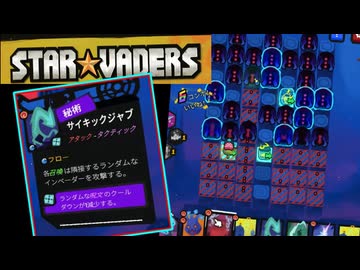 STAR★VADERS
秘術
サイキックジャブ
アタック - タクティック
フロー
各召喚は隣接するランダムな
インベーダーを攻撃する。
ランダムな呪文のクール
ダウンが1減少する。